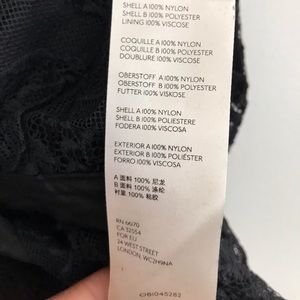 SHELL A 100% NYLON
SHELL B 100% POLYESTER
LINING 100% VISCOSE
COQUILLE A 100% NYLON
COQUILLE B 100% POLYESTER
DOUBLURE 100% VISCOSE
OBERSTOFF A 100% NYLON
OBERSTOFF B 100% POLYESTER
FUTTER 100% VISKOSE
SHELL A 100% NYLON
SHELL B 100% POLIESTERE
FODERA 100% VISCOSA
EXTERIOR A 100% NYLON
EXTERIOR B 100% POLIÉSTER
FORRO 100% VISCOSA
A 面料 100% 尼龙
B 面料 100% 涤纶
衬里 100% 粘胶
CA 32554
FOR EU
24 WEST STREET
LONDON, WC2H9NA